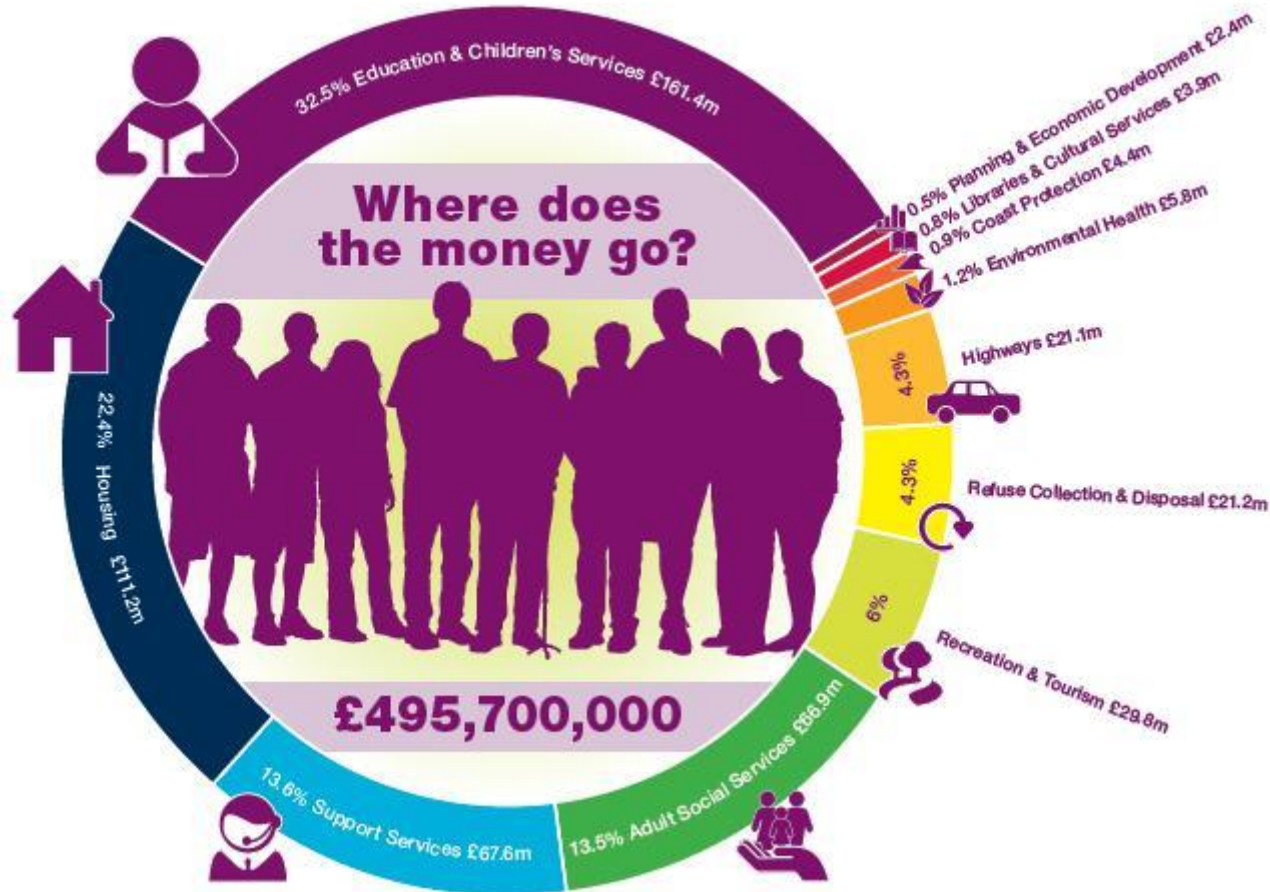 Where does
the money go?
£495,700,000
32.5% Education & Children's Services £161.4m
0.5% Planning & Economic Development £2.4m
0.8% Libraries & Cultural Services £3.9m
0.9% Coast Protection £4.4m
1.2% Environmental Health £5.8m
4.3%
Highways £21.1m
4.3%
Refuse Collection & Disposal £21.2m
6%
Recreation & Tourism £29.8m
13.5% Adult Social Services £66.9m
13.6% Support Services £67.6m
22.4% Housing £111.2m